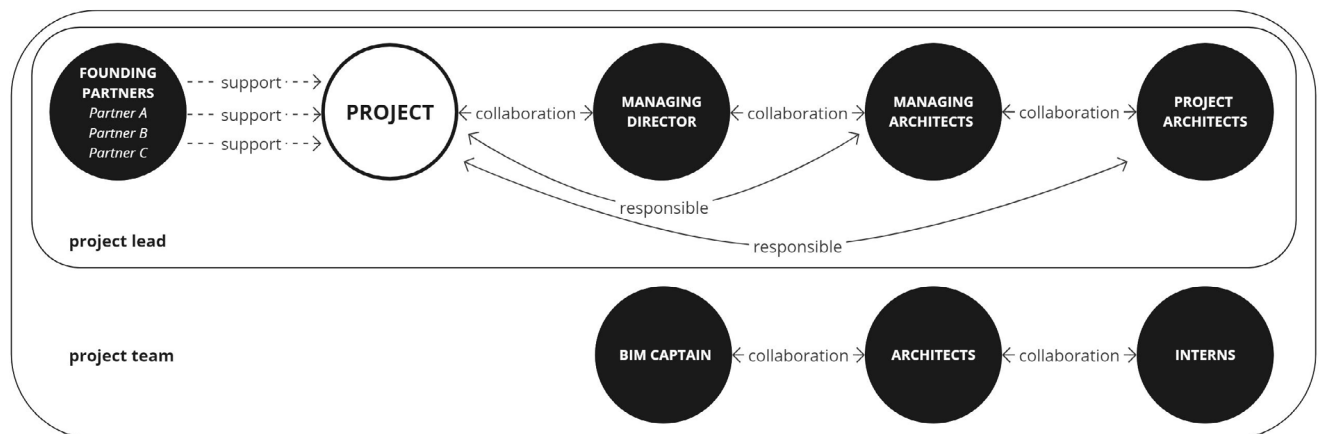 FOUNDING
PARTNERS
Partner A
Partner B
Partner C
support
support
support
PROJECT
collaboration
MANAGING
DIRECTOR
collaboration
MANAGING
ARCHITECTS
collaboration
PROJECT
ARCHITECTS
responsible
responsible
project lead
project team
BIM CAPTAIN
collaboration
ARCHITECTS
collaboration
INTERNS